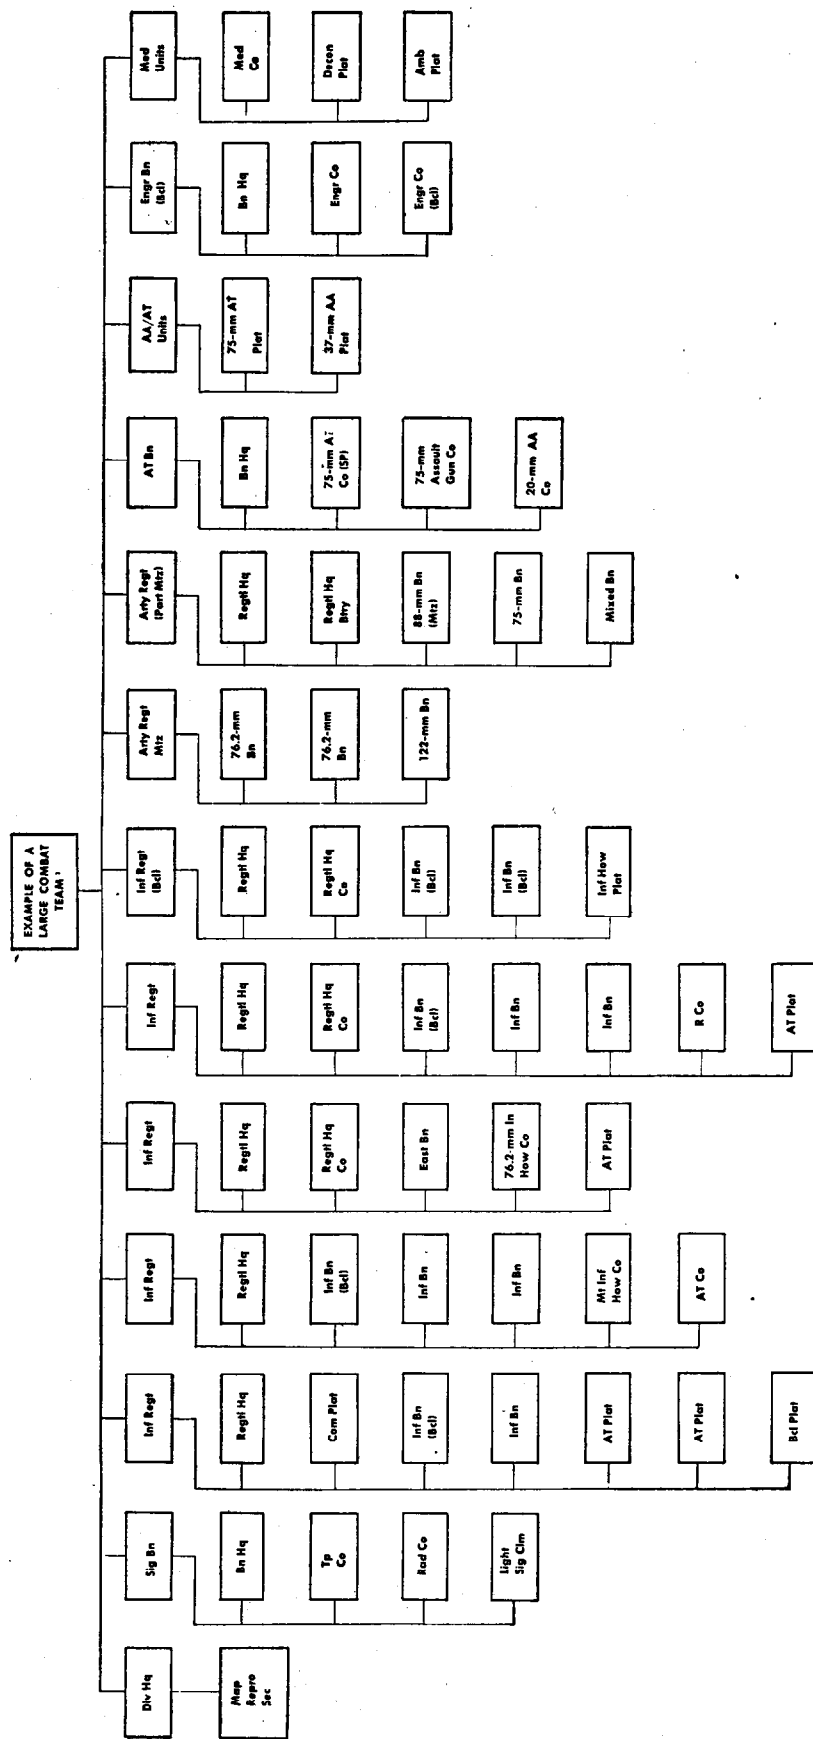 EXAMPLE OF A
LARGE COMBAT
TEAM¹
Div Hq
Map
Repro
Sec
Sig Bn
Bn Hq
Tp
Co
Rad Co
Light
Sig Clm
Inf Regt
Regtl Hq
Com Plat
Inf Bn
(Bcl)
Inf Bn
AT Plat
AT Plat
Bcl Plat
Inf Regt
Regtl Hq
Inf Bn
(Bcl)
Inf Bn
Inf Bn
Mt Inf
How Co
AT Co
Inf Regt
Regtl Hq
Regtl Hq
Co
East Bn
76.2-mm In
How Co
AT Plat
Inf Regt
Regtl Hq
Regtl Hq
Co
Inf Bn
(Bcl)
Inf Bn
Inf Bn
R Co
AT Plat
Inf Regt
(Bcl)
Regtl Hq
Regtl Hq
Co
Inf Bn
(Bcl)
Inf Bn
(Bcl)
Inf How
Plat
Arty Regt
Mtz
76.2-mm
Bn
76.2-mm
Bn
122-mm Bn
Arty Regt
(Part Mtz)
Regtl Hq
Regtl Hq
Btry
88-mm Bn
(Mtz)
75-mm Bn
Mixed Bn
AT Bn
Bn Hq
75-mm AT
Co (SP)
75-mm
Assault
Gun Co
20-mm AA
Co
AA/AT
Units
75-mm AT
Plat
37-mm AA
Plat
Engr Bn
(Bcl)
Bn Hq
Engr Co
Engr Co
(Bcl)
Med
Units
Med
Co
Decon
Plat
Amb
Plat